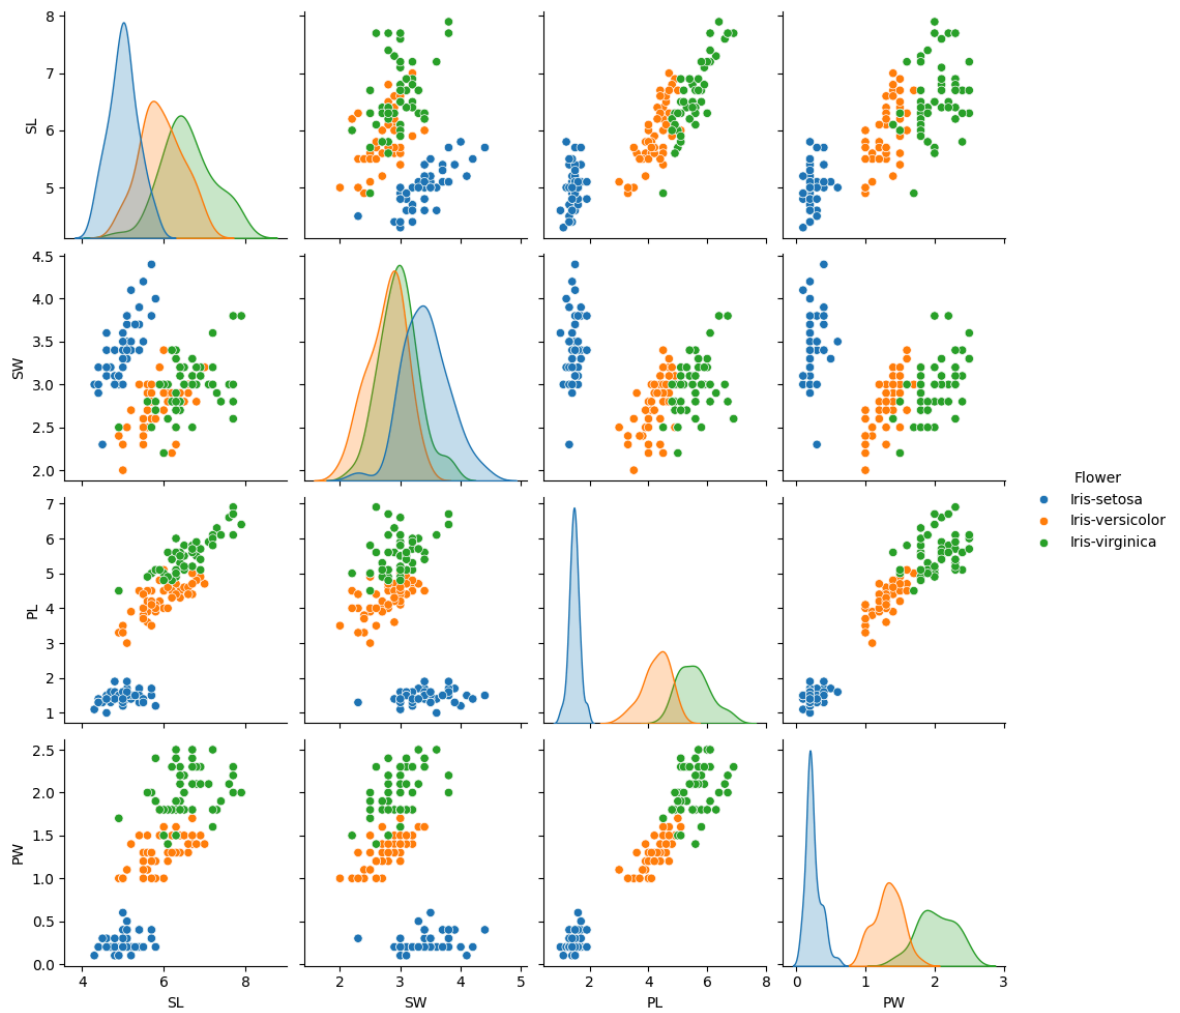 8
7
6
5
SL
4.5
4.0
3.5
3.0
2.5
2.0
SW
Flower
Iris-setosa
Iris-versicolor
Iris-virginica
7
6
5
4
3
2
1
PL
2.5
2.0
1.5
1.0
0.5
0.0
PW
4 6 8
2 3 4 5
2 4 6 8
0 1 2 3
SL SW PL PW